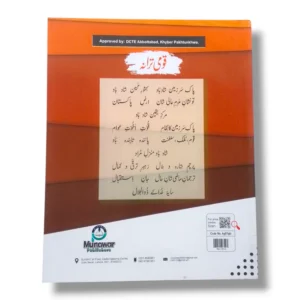 Approved by: DCTE Abbottabad, Khyber Pakhtunkhwa.
قومی ترانہ
پاک سرزمین شاد باد کشور حسین شاد باد
تو نشان عزم عالی شان ارض پاکستان
مرکز یقین شاد باد
پاک سرزمین کا نظام قوت اخوت عوام
قوم، ملک، سلطنت پائندہ تابندہ باد
شاد باد منزل مراد
پرچم ستارہ و ہلال رہبر ترقی و کمال
ترجمان ماضی شان حال جان استقبال
سایۂ خدائے ذوالجلال
Munawar
Publishers